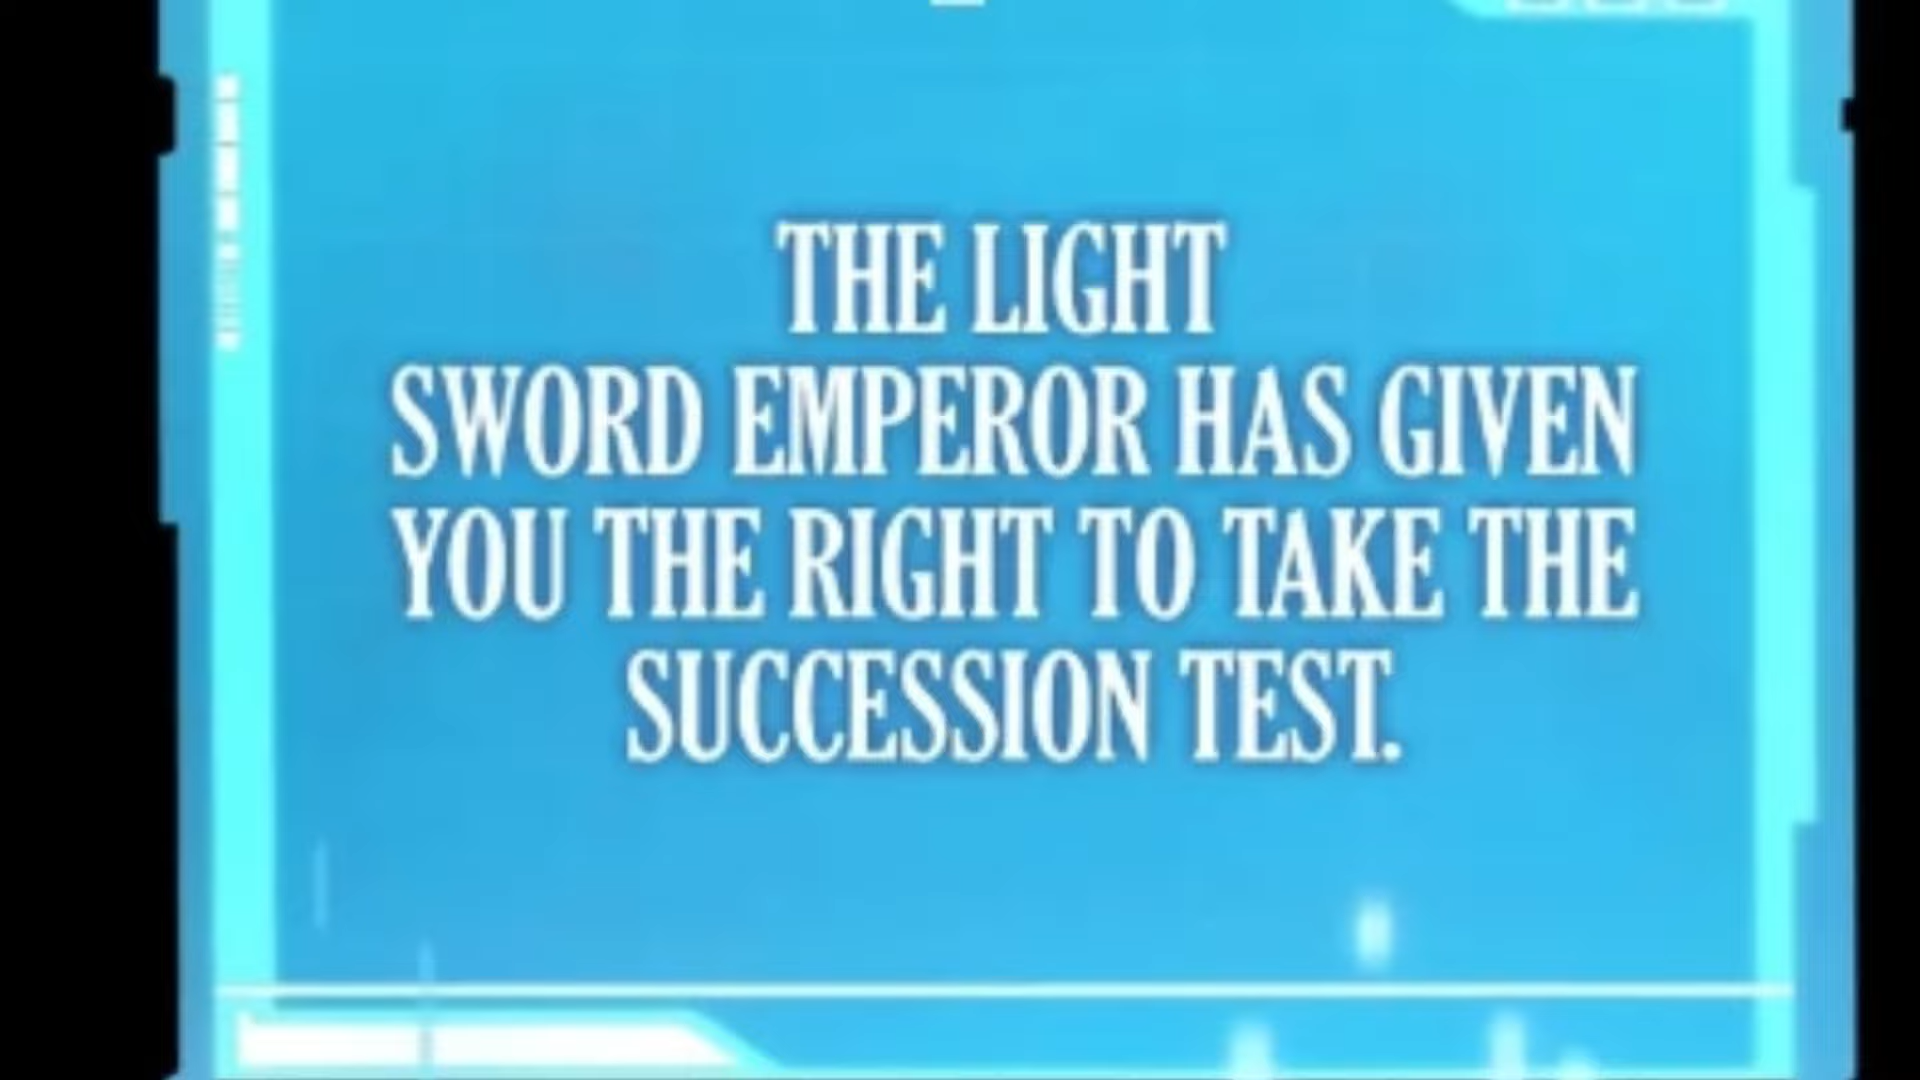 THE LIGHT
SWORD EMPEROR HAS GIVEN
YOU THE RIGHT TO TAKE THE
SUCCESSION TEST.